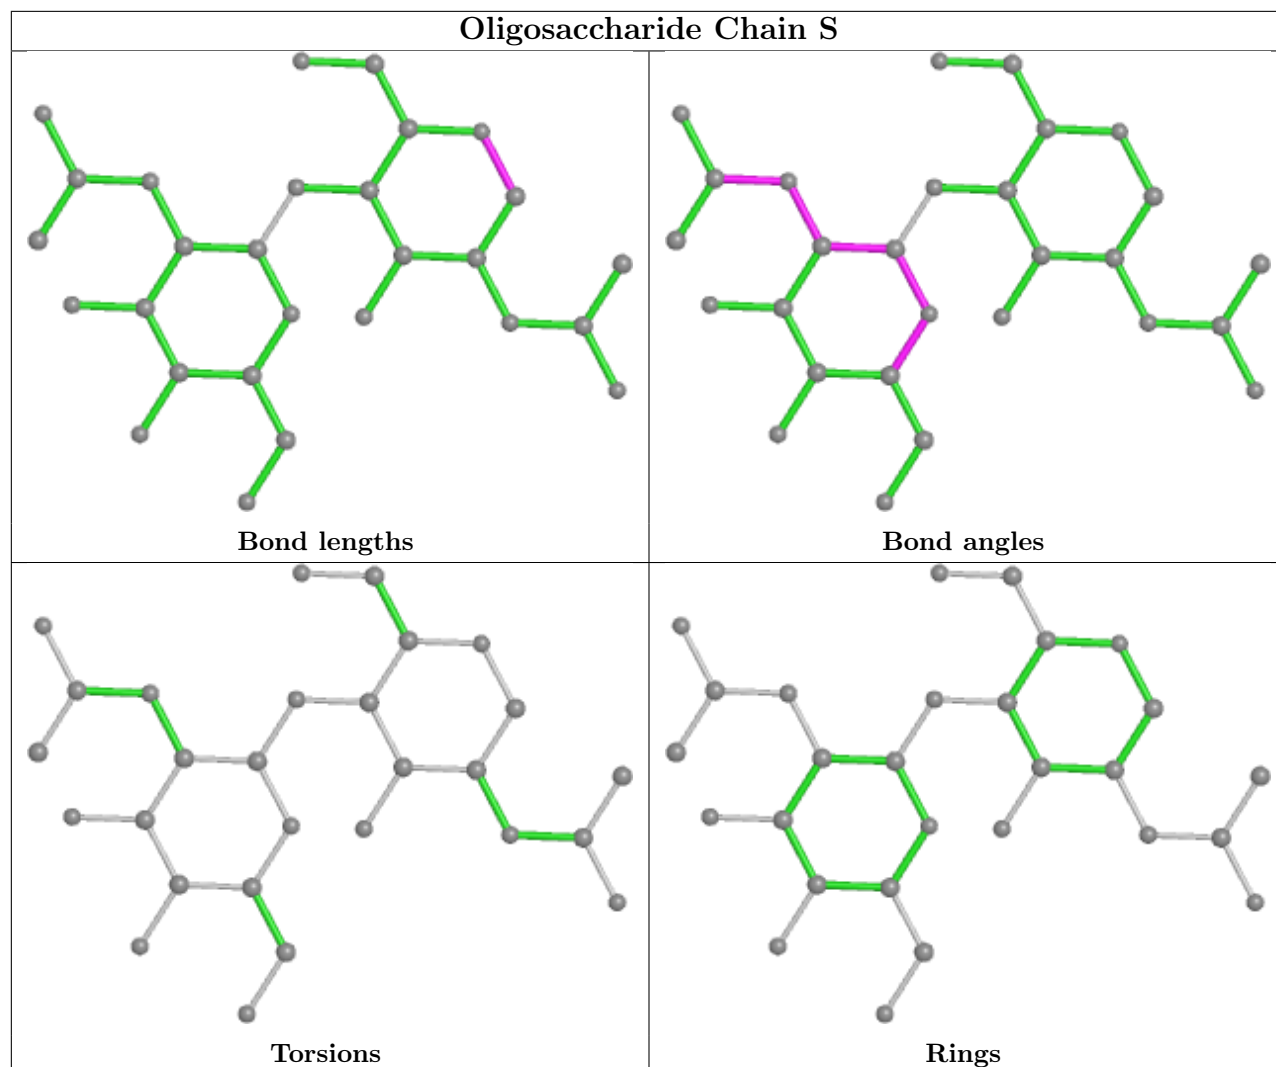 Oligosaccharide Chain S
Bond lengths
Bond angles
Torsions
Rings